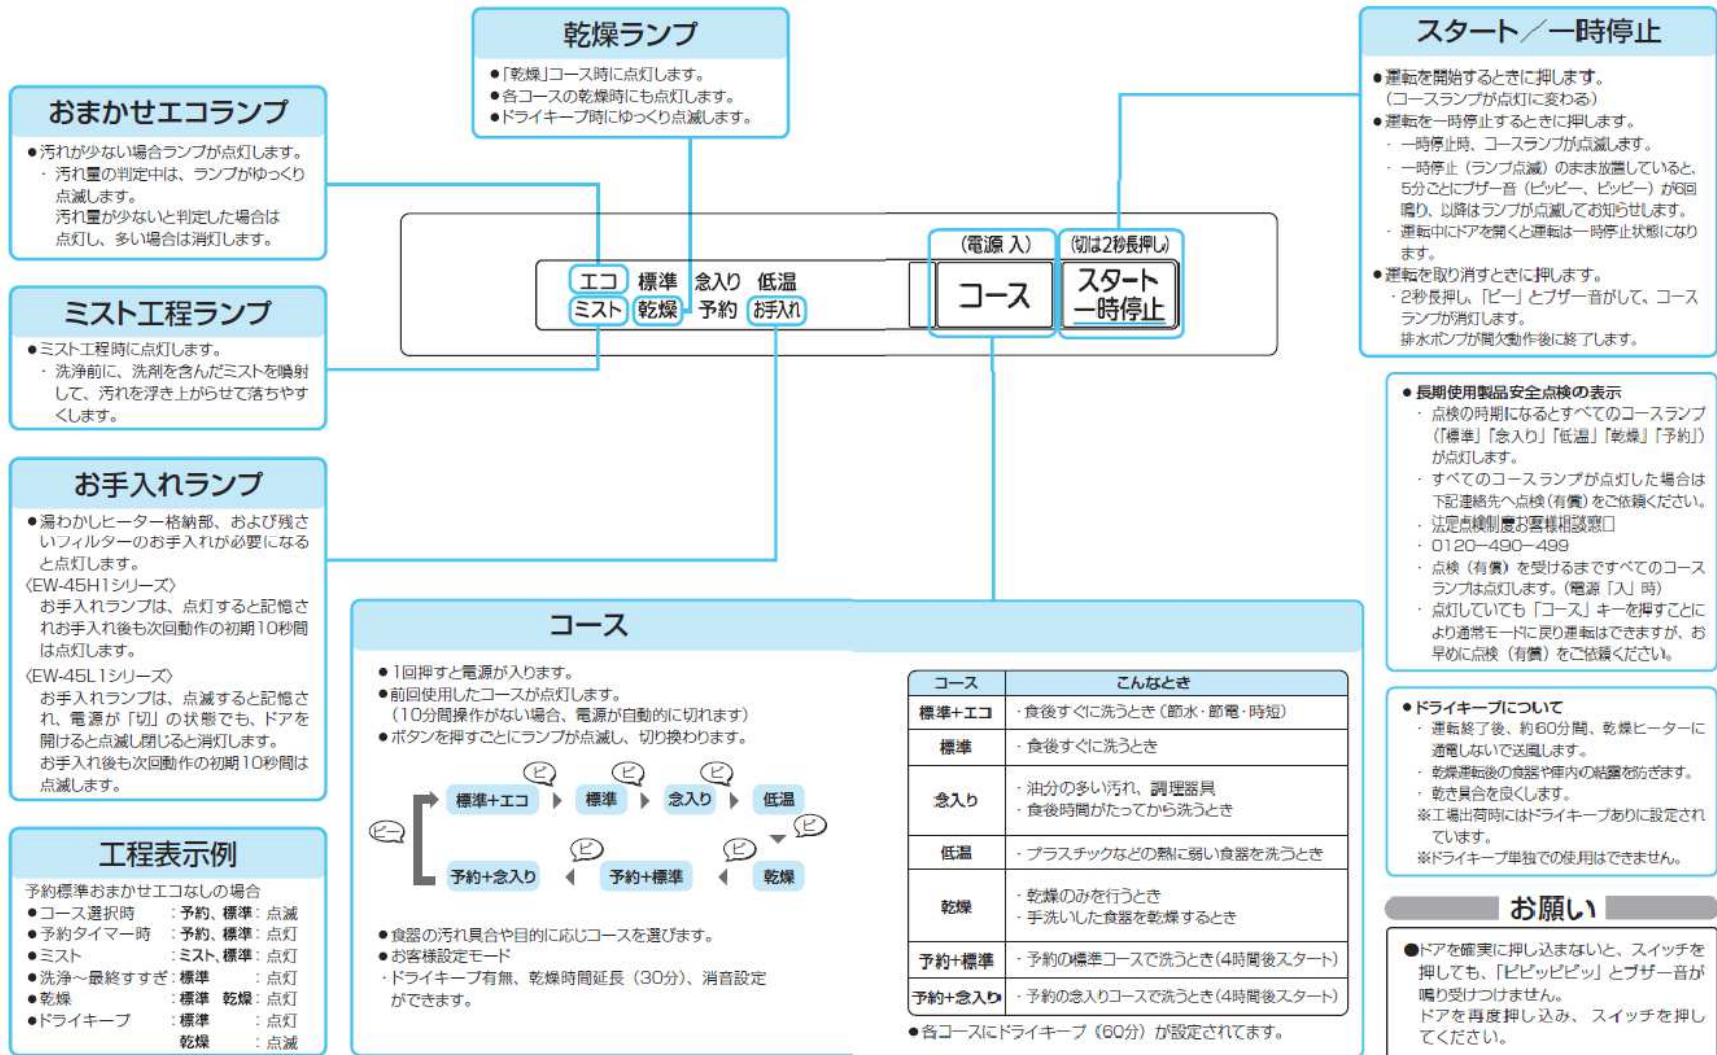 乾燥ランプ
●「乾燥」コース時に点灯します。
●各コースの乾燥時にも点灯します。
●ドライキープ時にゆっくり点滅します。
スタート／一時停止
●運転を開始するときに押します。
(コースランプが点灯に変わる)
●運転を一時停止するときに押します。
・一時停止時、コースランプが点滅します。
・一時停止（ランプ点滅）のまま放置していると、
5分ごとにブザー音（ピッピー、ピッピー）が6回
鳴り、以降はランプが点滅してお知らせします。
・運転中にドアを開くと運転は一時停止状態になり
ます。
●運転を取り消すときに押します。
・2秒長押し、「ピー」とブザー音がして、コース
ランプが消灯します。
排水ポンプが間欠動作後に終了します。
おまかせエコランプ
●汚れが少ない場合ランプが点灯します。
・汚れ量の判定中は、ランプがゆっくり
点滅します。
汚れ量が少ないと判定した場合は
点灯し、多い場合は消灯します。
ミスト工程ランプ
●ミスト工程時に点灯します。
・洗浄前に、洗剤を含んだミストを噴射
して、汚れを浮き上がらせて落ちやす
くします。
お手入れランプ
●湯わかしヒーター格納部、および残さ
いフィルターのお手入れが必要になる
と点灯します。
〈EW-45H1シリーズ〉
お手入れランプは、点灯すると記憶さ
れお手入れ後も次回動作の初期10秒間
は点灯します。
〈EW-45L1シリーズ〉
お手入れランプは、点滅すると記憶さ
れ、電源が「切」の状態でも、ドアを
開けると点滅し閉じると消灯します。
お手入れ後も次回動作の初期10秒間は
点滅します。
工程表示例
予約標準おまかせエコなしの場合
●コース選択時 ：予約、標準：点滅
●予約タイマー時 ：予約、標準：点灯
●ミスト ：ミスト、標準：点灯
●洗浄～最終すすぎ：標準 ：点灯
●乾燥 ：標準 乾燥：点灯
●ドライキープ ：標準 ：点灯
乾燥 ：点滅
(電源 入) (切は2秒長押し)
エコ 標準 念入り 低温
ミスト 乾燥 予約 お手入れ
コース
スタート
一時停止
コース
●1回押すと電源が入ります。
●前回使用したコースが点灯します。
(10分間操作がない場合、電源が自動的に切れます)
●ボタンを押すごとにランプが点滅し、切り換わります。
ピ ピ ピ
標準+エコ 標準 念入り 低温
ピー ピ ピ ピ
予約+念入り 予約+標準 乾燥
●食器の汚れ具合や目的に応じコースを選びます。
●お客様設定モード
・ドライキープ有無、乾燥時間延長（30分）、消音設定
ができます。
コース こんなとき
標準+エコ ・食後すぐに洗うとき（節水・節電・時短）
標準 ・食後すぐに洗うとき
念入り ・油分の多い汚れ、調理器具
・食後時間がたってから洗うとき
低温 ・プラスチックなどの熱に弱い食器を洗うとき
乾燥 ・乾燥のみを行うとき
・手洗いした食器を乾燥するとき
予約+標準 ・予約の標準コースで洗うとき(4時間後スタート)
予約+念入り ・予約の念入りコースで洗うとき(4時間後スタート)
●各コースにドライキープ（60分）が設定されてます。
●長期使用製品安全点検の表示
・点検の時期になるとすべてのコースランプ
(「標準」「念入り」「低温」「乾燥」「予約」)
が点灯します。
・すべてのコースランプが点灯した場合は
下記連絡先へ点検（有償）をご依頼ください。
・法定点検制度お客様相談窓口
・0120－490－499
・点検（有償）を受けるまですべてのコース
ランプは点灯します。（電源「入」時）
・点灯していても「コース」キーを押すことに
より通常モードに戻り運転はできますが、お
早めに点検（有償）をご依頼ください。
●ドライキープについて
・運転終了後、約60分間、乾燥ヒーターに
通電しないで送風します。
・乾燥運転後の食器や庫内の結露を防ぎます。
・乾き具合を良くします。
※工場出荷時にはドライキープありに設定され
ています。
※ドライキープ単独での使用はできません。
お願い
●ドアを確実に押し込まないと、スイッチを
押しても、「ピピッピピッ」とブザー音が
鳴り受けつけません。
ドアを再度押し込み、スイッチを押し
てください。